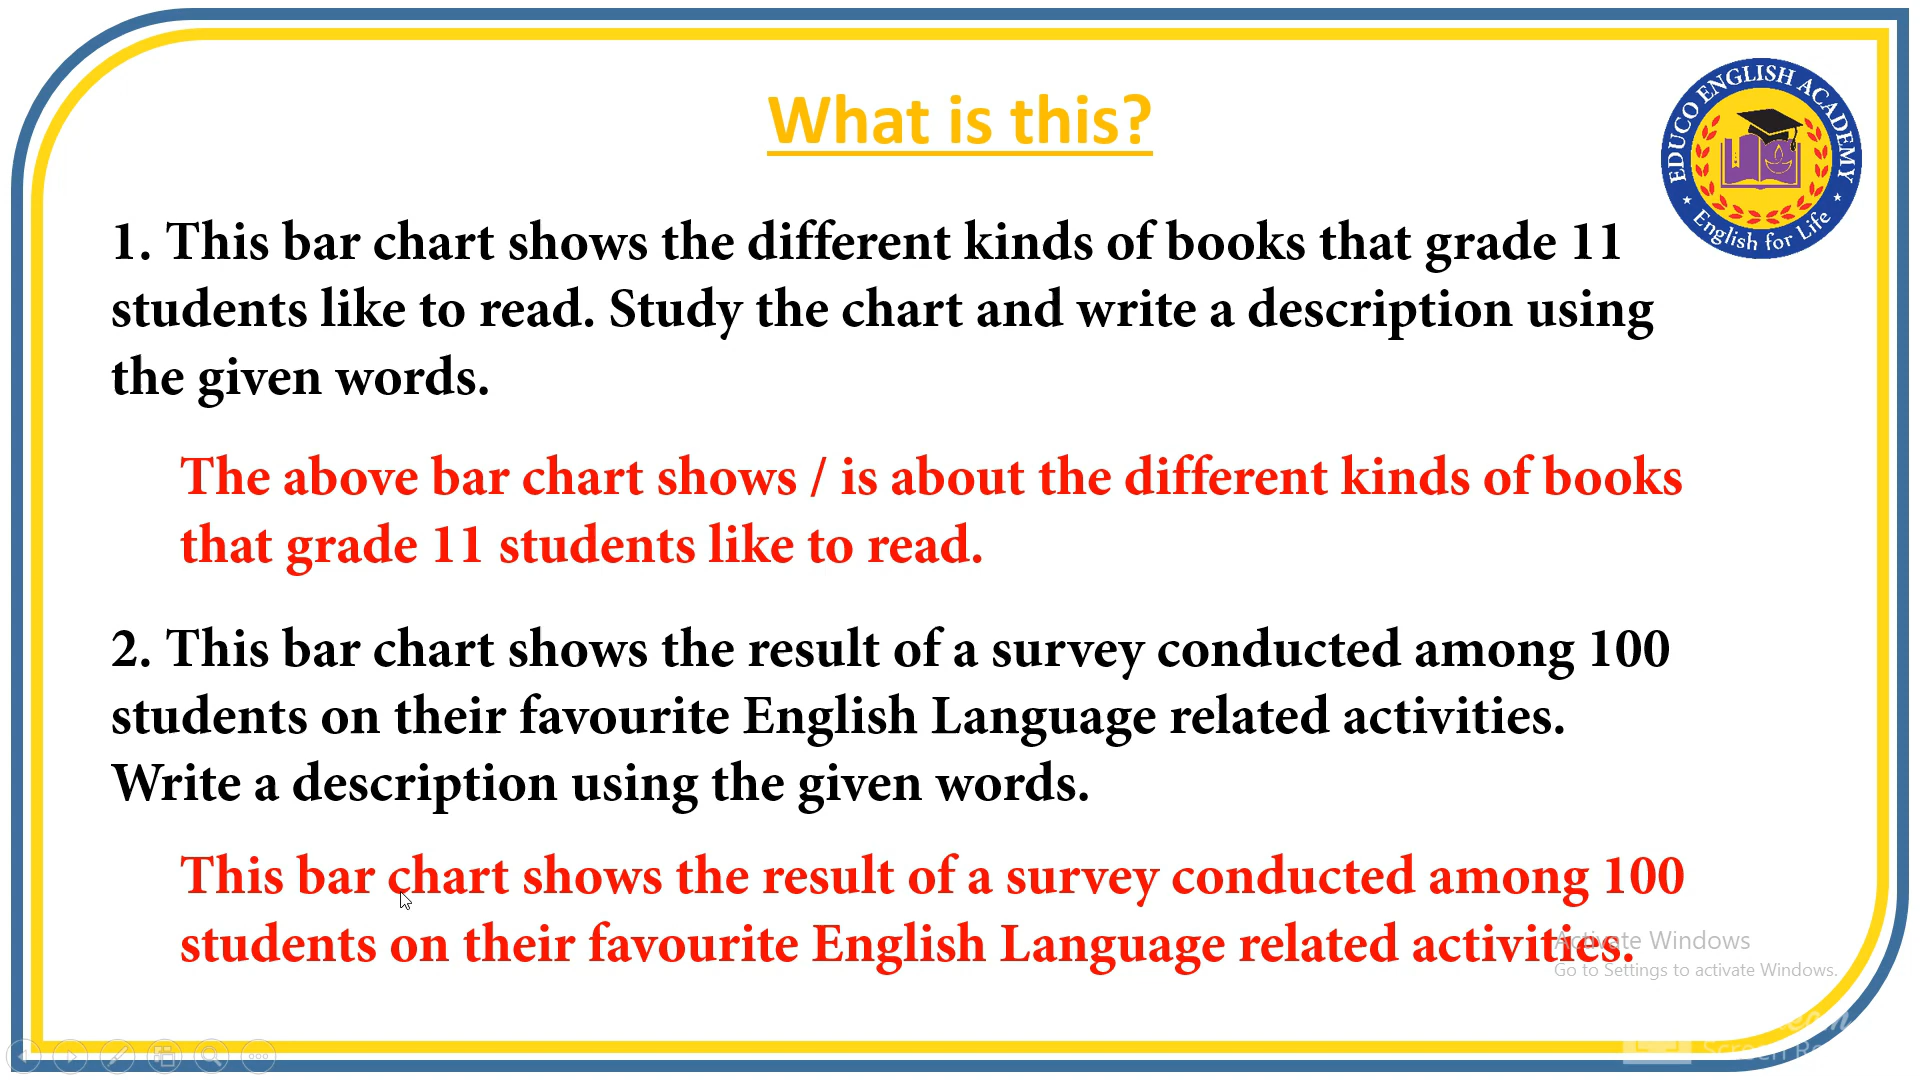 What is this?
EDUCO ENGLISH ACADEMY
English for Life
1. This bar chart shows the different kinds of books that grade 11
students like to read. Study the chart and write a description using
the given words.
The above bar chart shows / is about the different kinds of books
that grade 11 students like to read.
2. This bar chart shows the result of a survey conducted among 100
students on their favourite English Language related activities.
Write a description using the given words.
This bar chart shows the result of a survey conducted among 100
students on their favourite English Language related activities.
Activate Windows
Go to Settings to activate Windows.
Screen